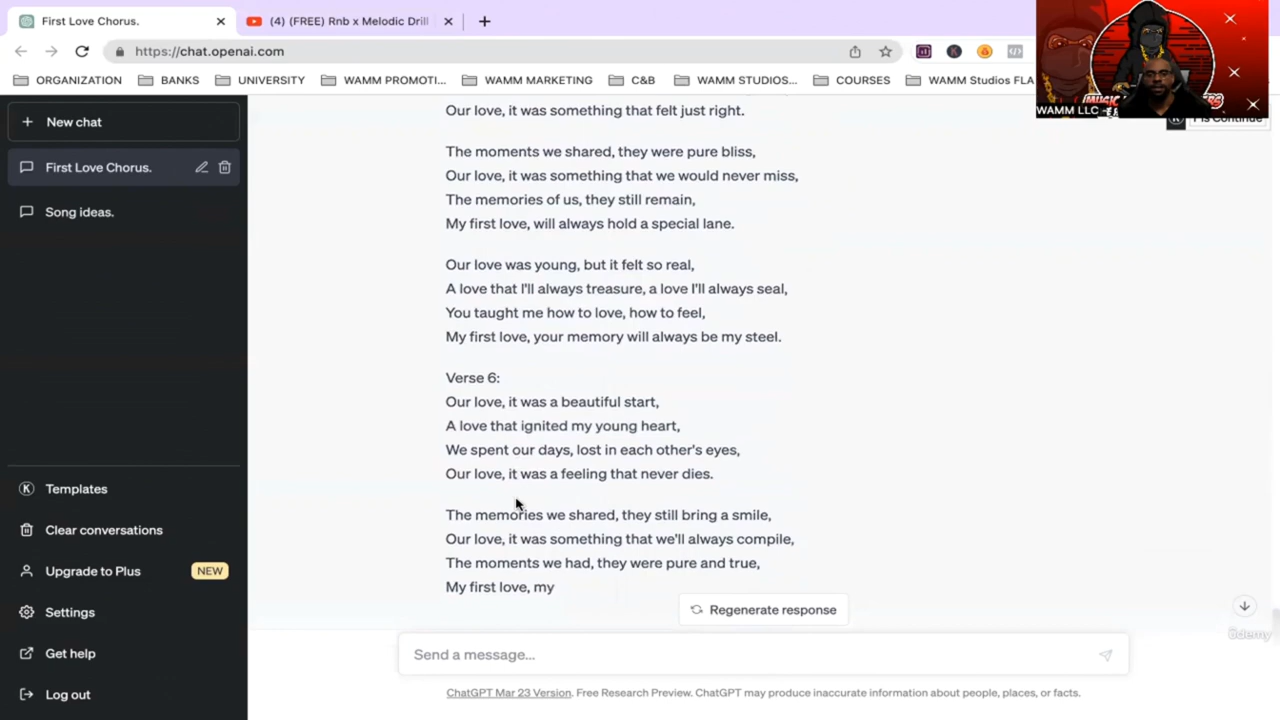 First Love Chorus.
(4) (FREE) Rnb x Melodic Drill
https://chat.openai.com
ORGANIZATION
BANKS
UNIVERSITY
WAMM PROMOTI...
WAMM MARKETING
C&B
WAMM STUDIOS...
COURSES
WAMM Studios FLA
WAMM LLC
New chat
First Love Chorus.
Song ideas.
Templates
Clear conversations
Upgrade to Plus
NEW
Settings
Get help
Log out
Our love, it was something that felt just right.
The moments we shared, they were pure bliss,
Our love, it was something that we would never miss,
The memories of us, they still remain,
My first love, will always hold a special lane.
Our love was young, but it felt so real,
A love that I'll always treasure, a love I'll always seal,
You taught me how to love, how to feel,
My first love, your memory will always be my steel.
Verse 6:
Our love, it was a beautiful start,
A love that ignited my young heart,
We spent our days, lost in each other's eyes,
Our love, it was a feeling that never dies.
The memories we shared, they still bring a smile,
Our love, it was something that we'll always compile,
The moments we had, they were pure and true,
My first love, my
Regenerate response
Send a message...
ChatGPT Mar 23 Version. Free Research Preview. ChatGPT may produce inaccurate information about people, places, or facts.
ûdemy